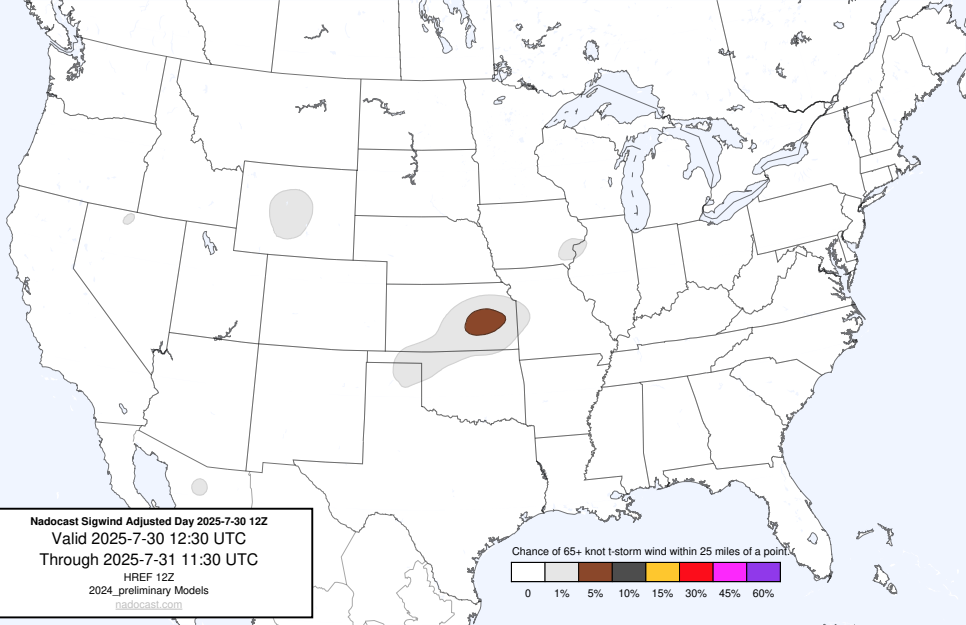 Nadocast Sigwind Adjusted Day 2025-7-30 12Z
Valid 2025-7-30 12:30 UTC
Through 2025-7-31 11:30 UTC
HREF 12Z
2024_preliminary Models
nadocast.com
Chance of 65+ knot t-storm wind within 25 miles of a point.
0 1% 5% 10% 15% 30% 45% 60%